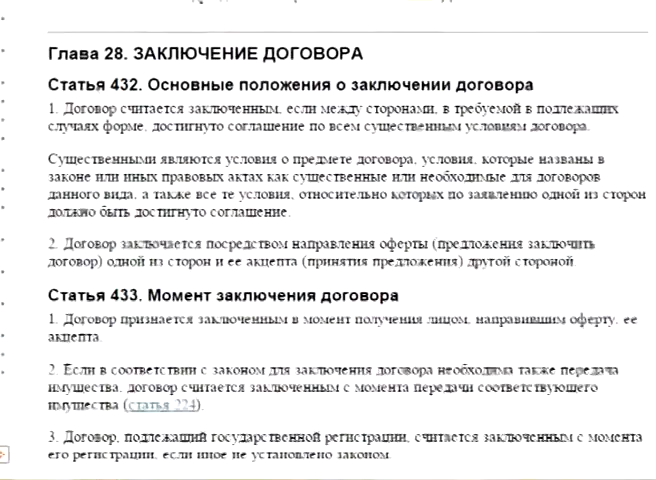 Глава 28. ЗАКЛЮЧЕНИЕ ДОГОВОРА
Статья 432. Основные положения о заключении договора
1. Договор считается заключенным, если между сторонами, в требуемой в подлежащих
случаях форме, достигнуто соглашение по всем существенным условиям договора.
Существенными являются условия о предмете договора, условия, которые названы в
законе или иных правовых актах как существенные или необходимые для договоров
данного вида, а также все те условия, относительно которых по заявлению одной из сторон
должно быть достигнуто соглашение.
2. Договор заключается посредством направления оферты (предложения заключить
договор) одной из сторон и ее акцепта (принятия предложения) другой стороной.
Статья 433. Момент заключения договора
1. Договор признается заключенным в момент получения лицом, направившим оферту, ее
акцепта.
2. Если в соответствии с законом для заключения договора необходима также передача
имущества, договор считается заключенным с момента передачи соответствующего
имущества (статья 224).
3. Договор, подлежащий государственной регистрации, считается заключенным с момента
его регистрации, если иное не установлено законом.